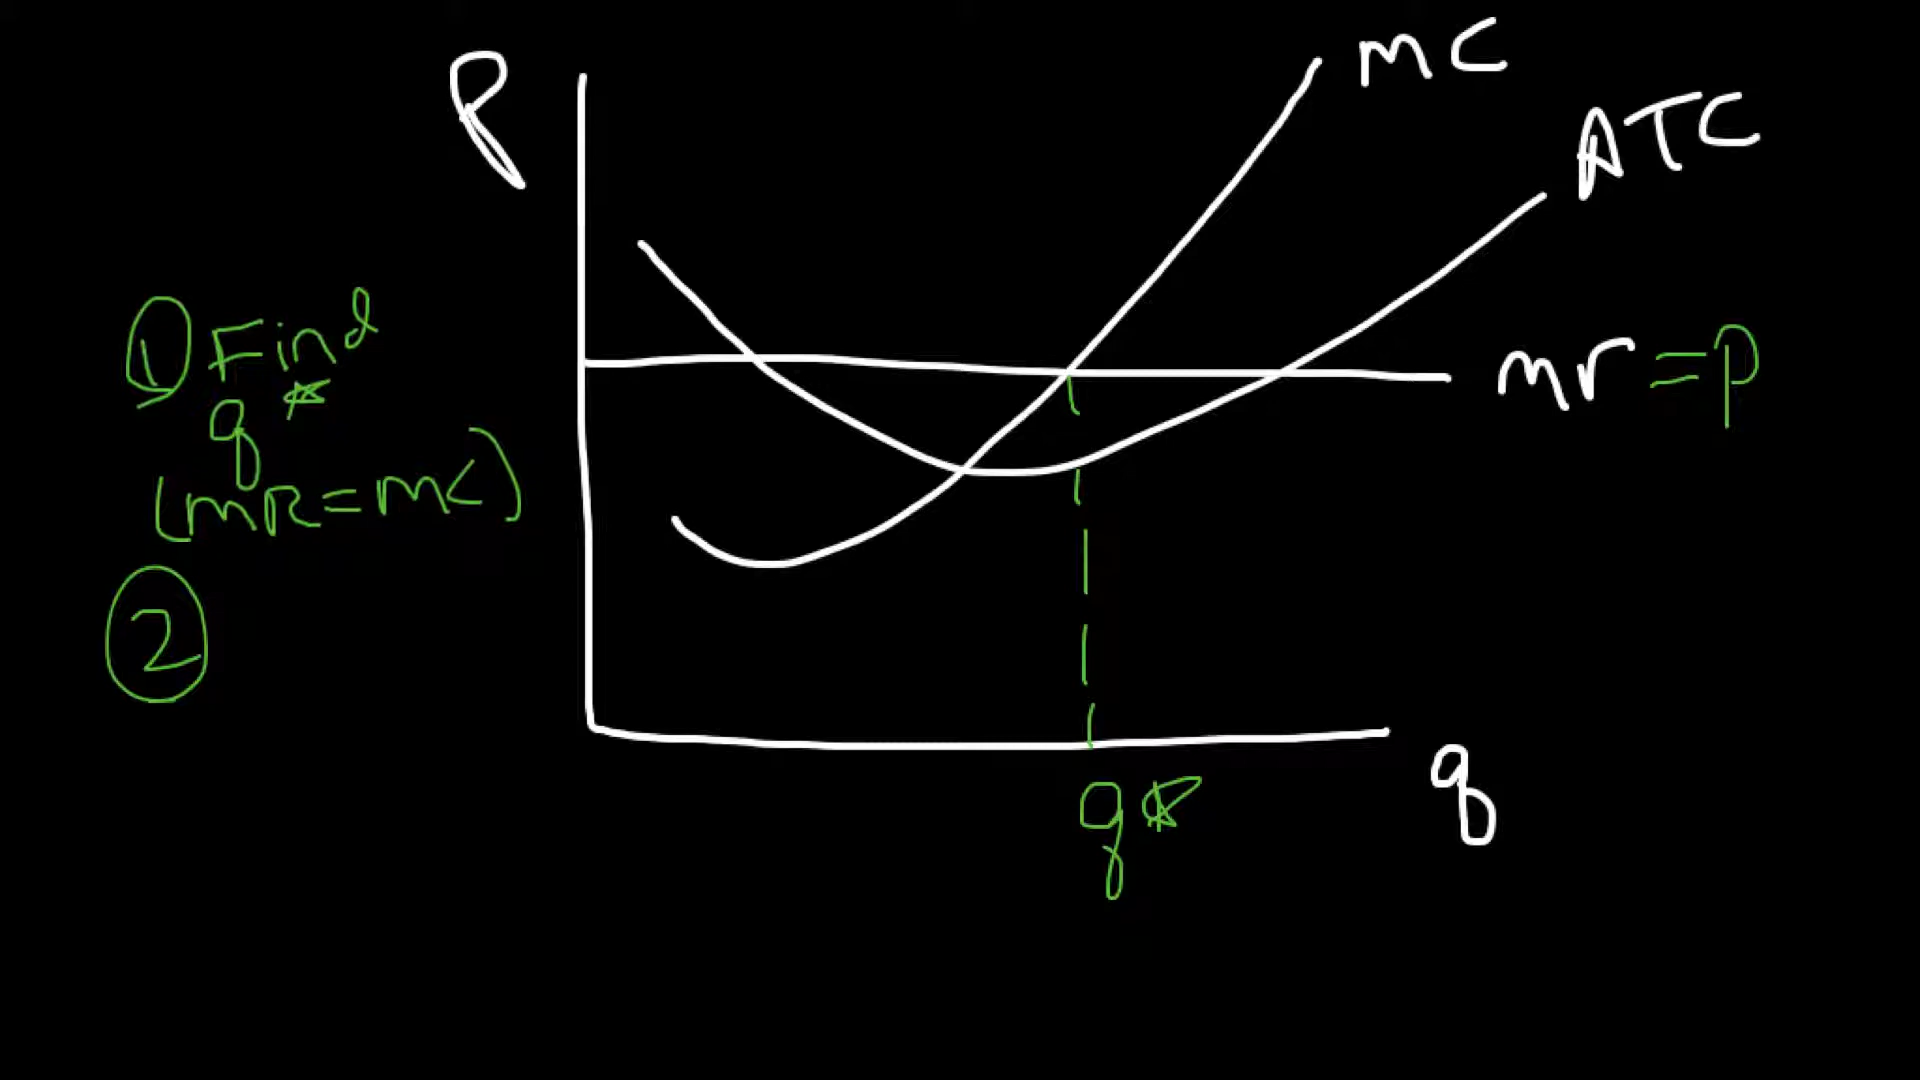 P
mc
ATC
mr=P
① Find
q*
(mR=mc)
②
q*
q